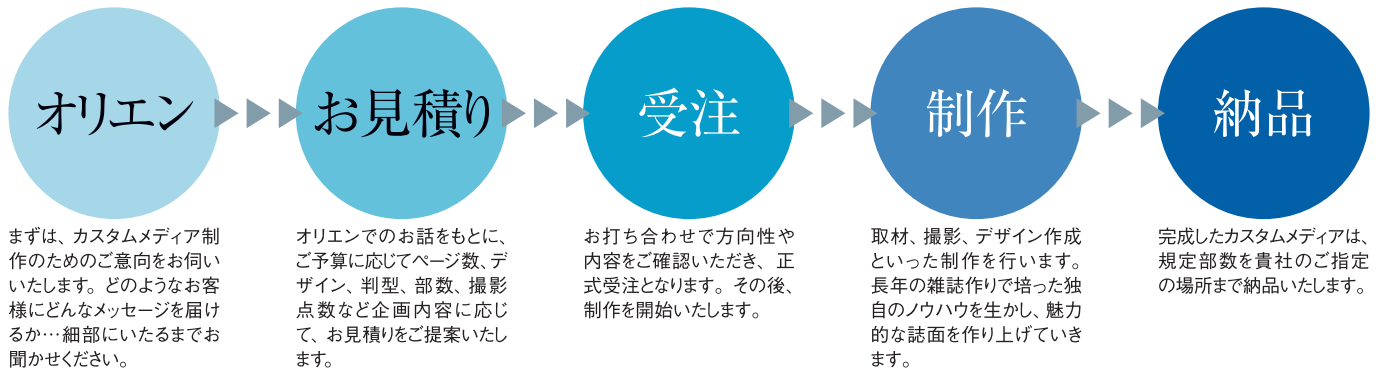 オリエン
まずは、カスタムメディア制
作のためのご意向をお伺い
いたします。どのようなお客
様にどんなメッセージを届け
るか…細部にいたるまでお
聞かせください。
お見積り
オリエンでのお話をもとに、
ご予算に応じてページ数、デ
ザイン、判型、部数、撮影
点数など企画内容に応じ
て、お見積りをご提案いたし
ます。
受注
お打ち合わせで方向性や
内容をご確認いただき、正
式受注となります。その後、
制作を開始いたします。
制作
取材、撮影、デザイン作成
といった制作を行います。
長年の雑誌作りで培った独
自のノウハウを生かし、魅力
的な誌面を作り上げていき
ます。
納品
完成したカスタムメディアは、
規定部数を貴社のご指定
の場所まで納品いたします。